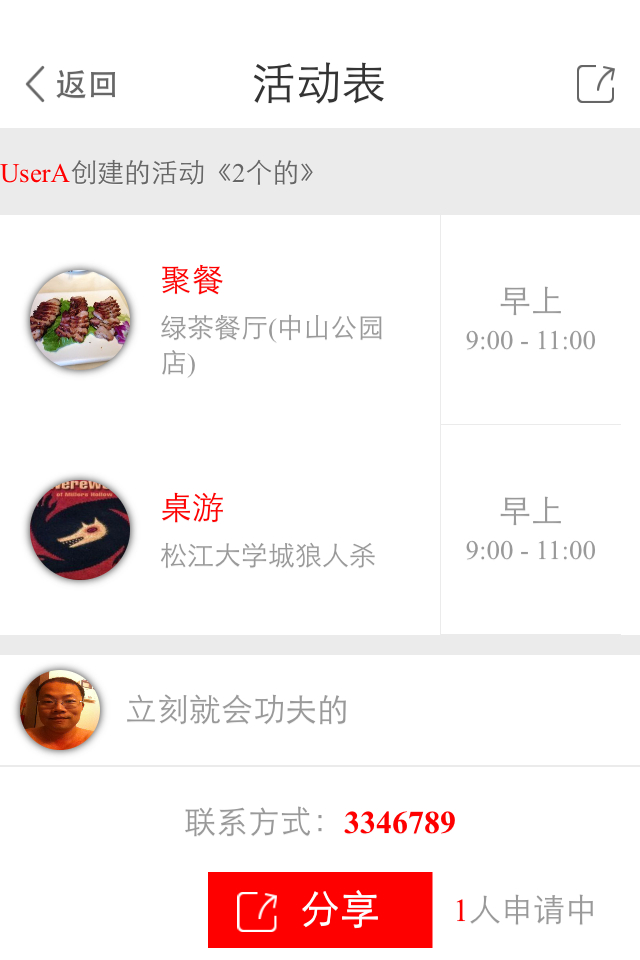 返回
活动表
UserA创建的活动《2个的》
聚餐
绿茶餐厅(中山公园
店)
早上
9:00 - 11:00
桌游
松江大学城狼人杀
早上
9:00 - 11:00
立刻就会功夫的
联系方式：3346789
分享
1人申请中